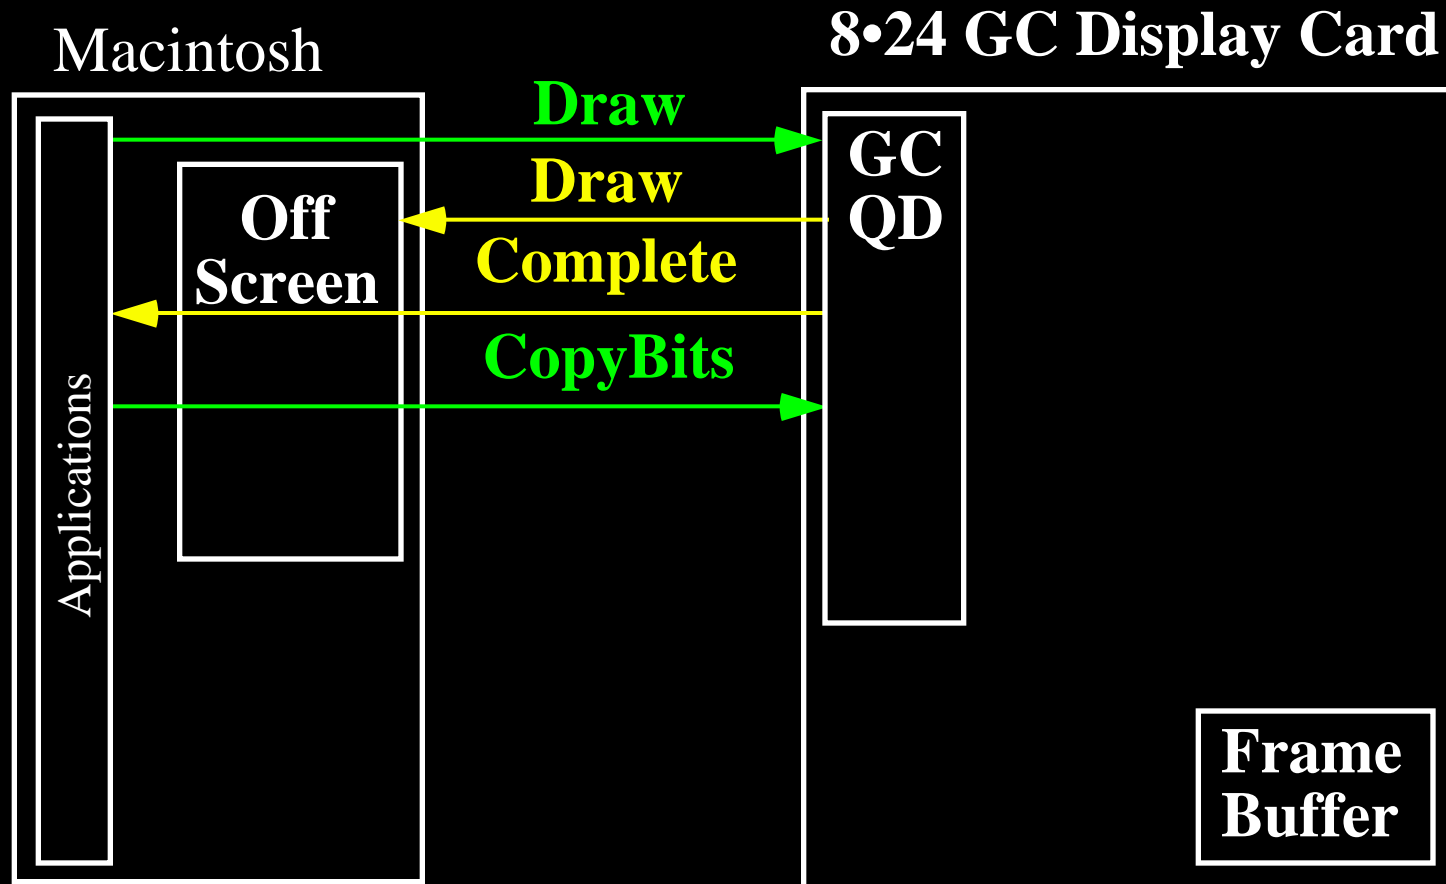 Macintosh
8•24 GC Display Card
Draw
GC
QD
Draw
Off
Screen
Complete
CopyBits
Applications
Frame
Buffer